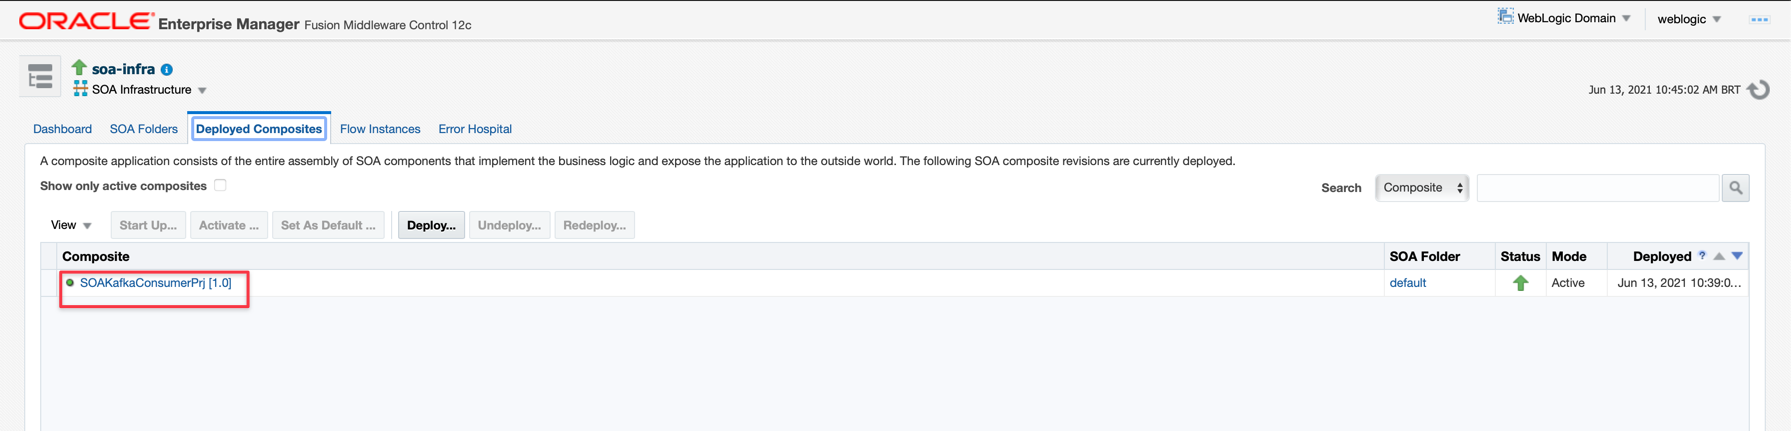 ORACLE Enterprise Manager Fusion Middleware Control 12c
WebLogic Domain
weblogic
soa-infra
SOA Infrastructure
Jun 13, 2021 10:45:02 AM BRT
Dashboard SOA Folders Deployed Composites Flow Instances Error Hospital
A composite application consists of the entire assembly of SOA components that implement the business logic and expose the application to the outside world. The following SOA composite revisions are currently deployed.
Show only active composites
Search Composite
View Start Up... Activate ... Set As Default ... Deploy... Undeploy... Redeploy...
Composite SOA Folder Status Mode Deployed ?
SOAKafkaConsumerPrj [1.0] default Active Jun 13, 2021 10:39:0...